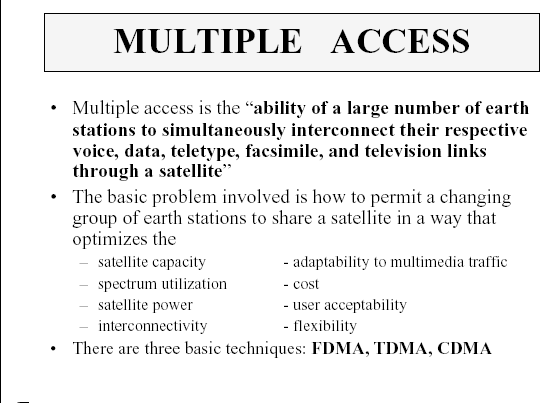 MULTIPLE ACCESS
• Multiple access is the “ability of a large number of earth
stations to simultaneously interconnect their respective
voice, data, teletype, facsimile, and television links
through a satellite”
• The basic problem involved is how to permit a changing
group of earth stations to share a satellite in a way that
optimizes the
– satellite capacity - adaptability to multimedia traffic
– spectrum utilization - cost
– satellite power - user acceptability
– interconnectivity - flexibility
• There are three basic techniques: FDMA, TDMA, CDMA